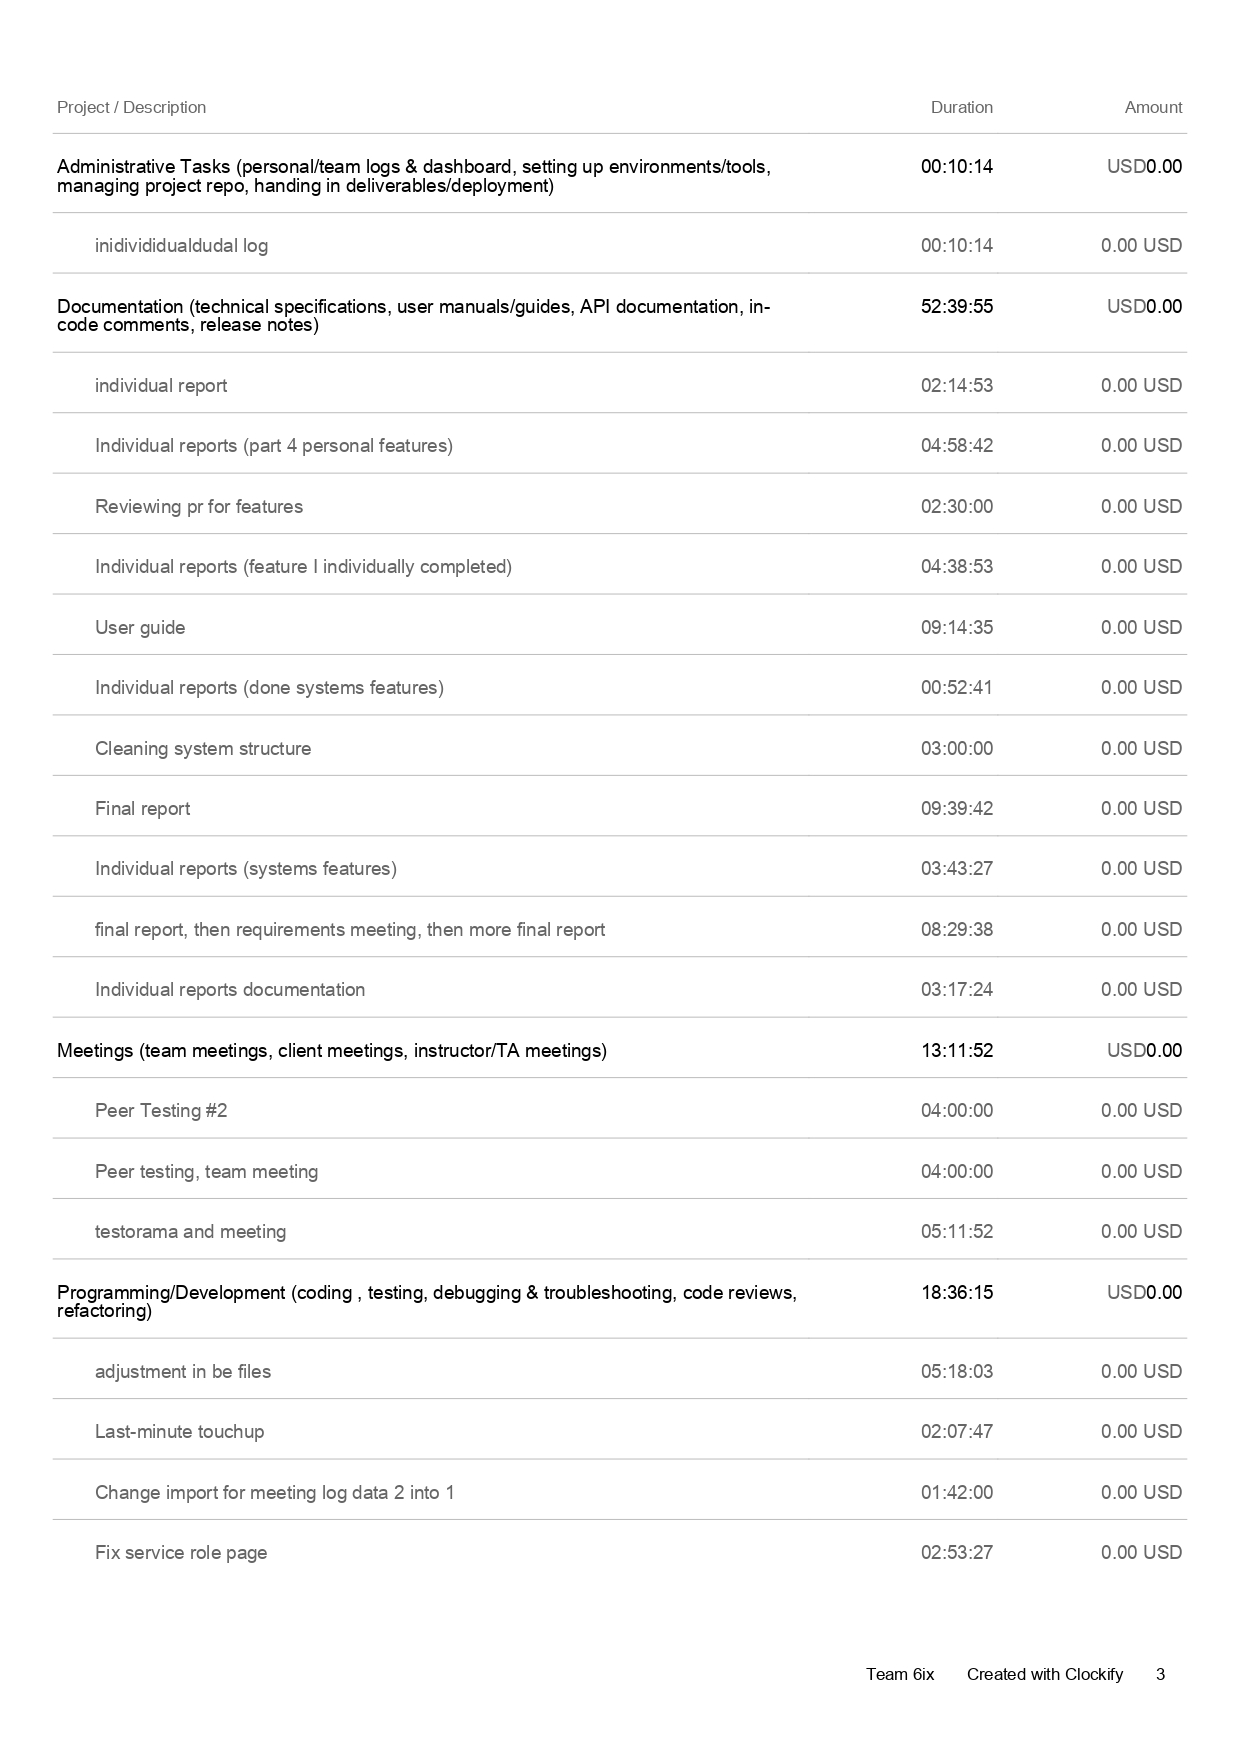 Project / Description Duration Amount
Administrative Tasks (personal/team logs & dashboard, setting up environments/tools, 00:10:14 USD0.00
managing project repo, handing in deliverables/deployment)
inidivididualdudal log 00:10:14 0.00 USD
Documentation (technical specifications, user manuals/guides, API documentation, in- 52:39:55 USD0.00
code comments, release notes)
individual report 02:14:53 0.00 USD
Individual reports (part 4 personal features) 04:58:42 0.00 USD
Reviewing pr for features 02:30:00 0.00 USD
Individual reports (feature I individually completed) 04:38:53 0.00 USD
User guide 09:14:35 0.00 USD
Individual reports (done systems features) 00:52:41 0.00 USD
Cleaning system structure 03:00:00 0.00 USD
Final report 09:39:42 0.00 USD
Individual reports (systems features) 03:43:27 0.00 USD
final report, then requirements meeting, then more final report 08:29:38 0.00 USD
Individual reports documentation 03:17:24 0.00 USD
Meetings (team meetings, client meetings, instructor/TA meetings) 13:11:52 USD0.00
Peer Testing #2 04:00:00 0.00 USD
Peer testing, team meeting 04:00:00 0.00 USD
testorama and meeting 05:11:52 0.00 USD
Programming/Development (coding , testing, debugging & troubleshooting, code reviews, 18:36:15 USD0.00
refactoring)
adjustment in be files 05:18:03 0.00 USD
Last-minute touchup 02:07:47 0.00 USD
Change import for meeting log data 2 into 1 01:42:00 0.00 USD
Fix service role page 02:53:27 0.00 USD
Team 6ix Created with Clockify 3